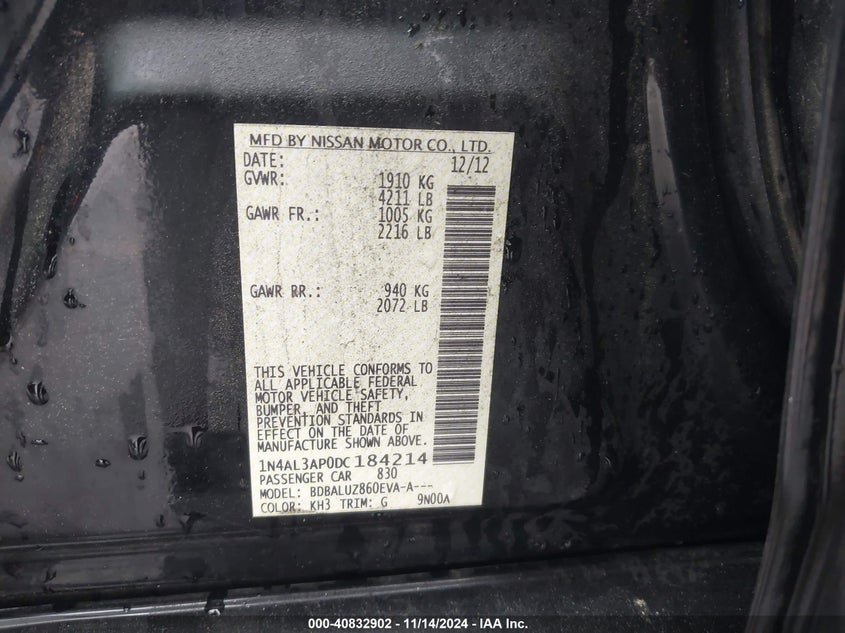 MFD BY NISSAN MOTOR CO., LTD.
DATE: 12/12
GVWR: 1910 KG
4211 LB
GAWR FR.: 1005 KG
2216 LB
GAWR RR.: 940 KG
2072 LB
THIS VEHICLE CONFORMS TO
ALL APPLICABLE FEDERAL
MOTOR VEHICLE SAFETY,
BUMPER, AND THEFT
PREVENTION STANDARDS IN
EFFECT ON THE DATE OF
MANUFACTURE SHOWN ABOVE.
1N4AL3AP0DC184214
PASSENGER CAR 830
MODEL: BDBALUZ860EVA-A---
COLOR: KH3 TRIM: G 9N00A
000-40832902 - 11/14/2024 - IAA Inc.